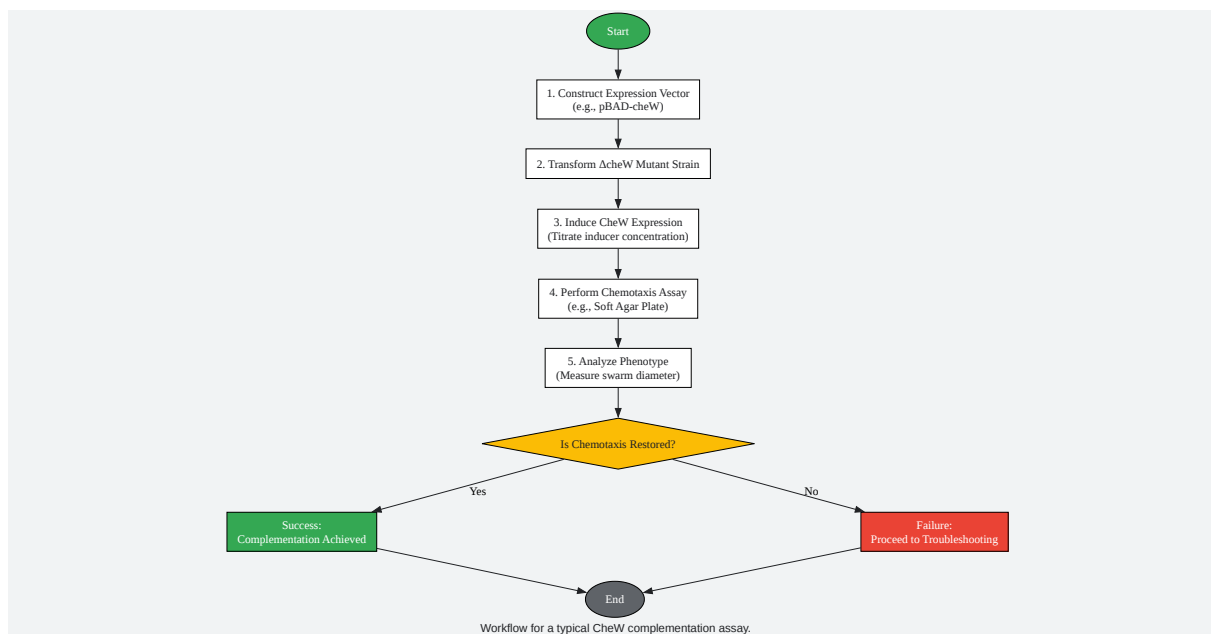 Start
1. Construct Expression Vector
(e.g., pBAD-cheW)
2. Transform ΔcheW Mutant Strain
3. Induce CheW Expression
(Titrate inducer concentration)
4. Perform Chemotaxis Assay
(e.g., Soft Agar Plate)
5. Analyze Phenotype
(Measure swarm diameter)
Is Chemotaxis Restored?
Yes
No
Success:
Complementation Achieved
Failure:
Proceed to Troubleshooting
End
Workflow for a typical CheW complementation assay.